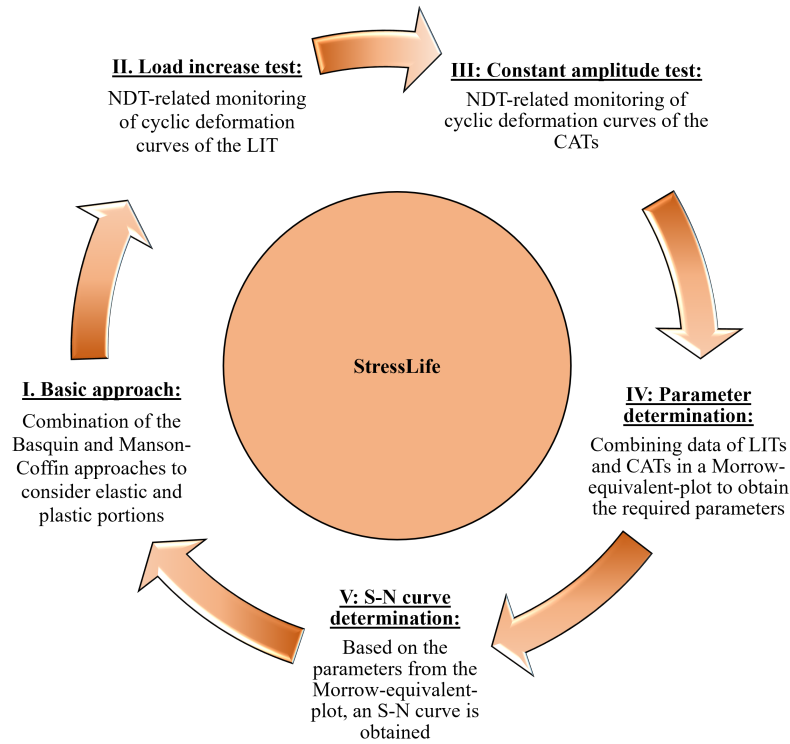 II. Load increase test:
NDT-related monitoring
of cyclic deformation
curves of the LIT
III: Constant amplitude test:
NDT-related monitoring of
cyclic deformation curves of the
CATs
StressLife
I. Basic approach:
Combination of the
Basquin and Manson-
Coffin approaches to
consider elastic and
plastic portions
IV: Parameter
determination:
Combining data of LITs
and CATs in a Morrow-
equivalent-plot to obtain
the required parameters
V: S-N curve
determination:
Based on the
parameters from the
Morrow-equivalent-
plot, an S-N curve is
obtained